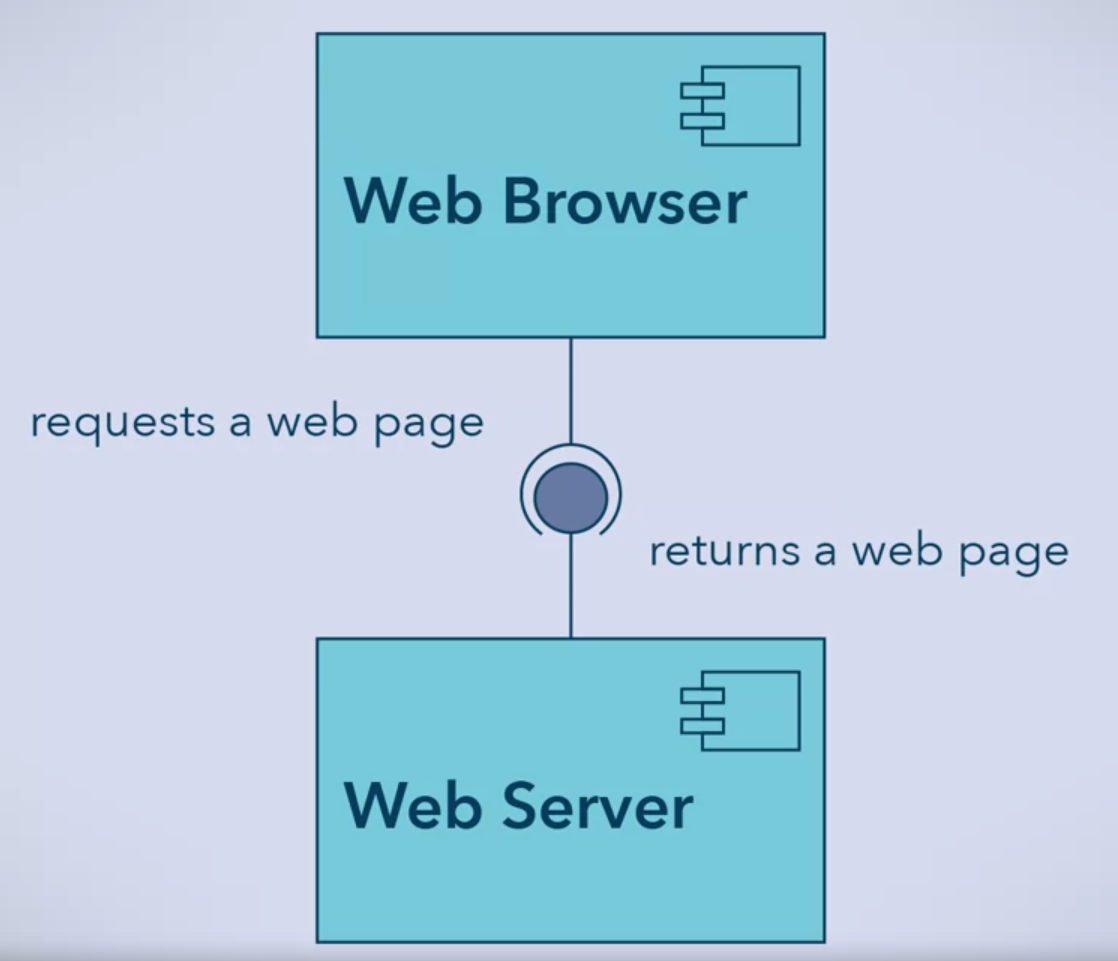 Web Browser
requests a web page
returns a web page
Web Server